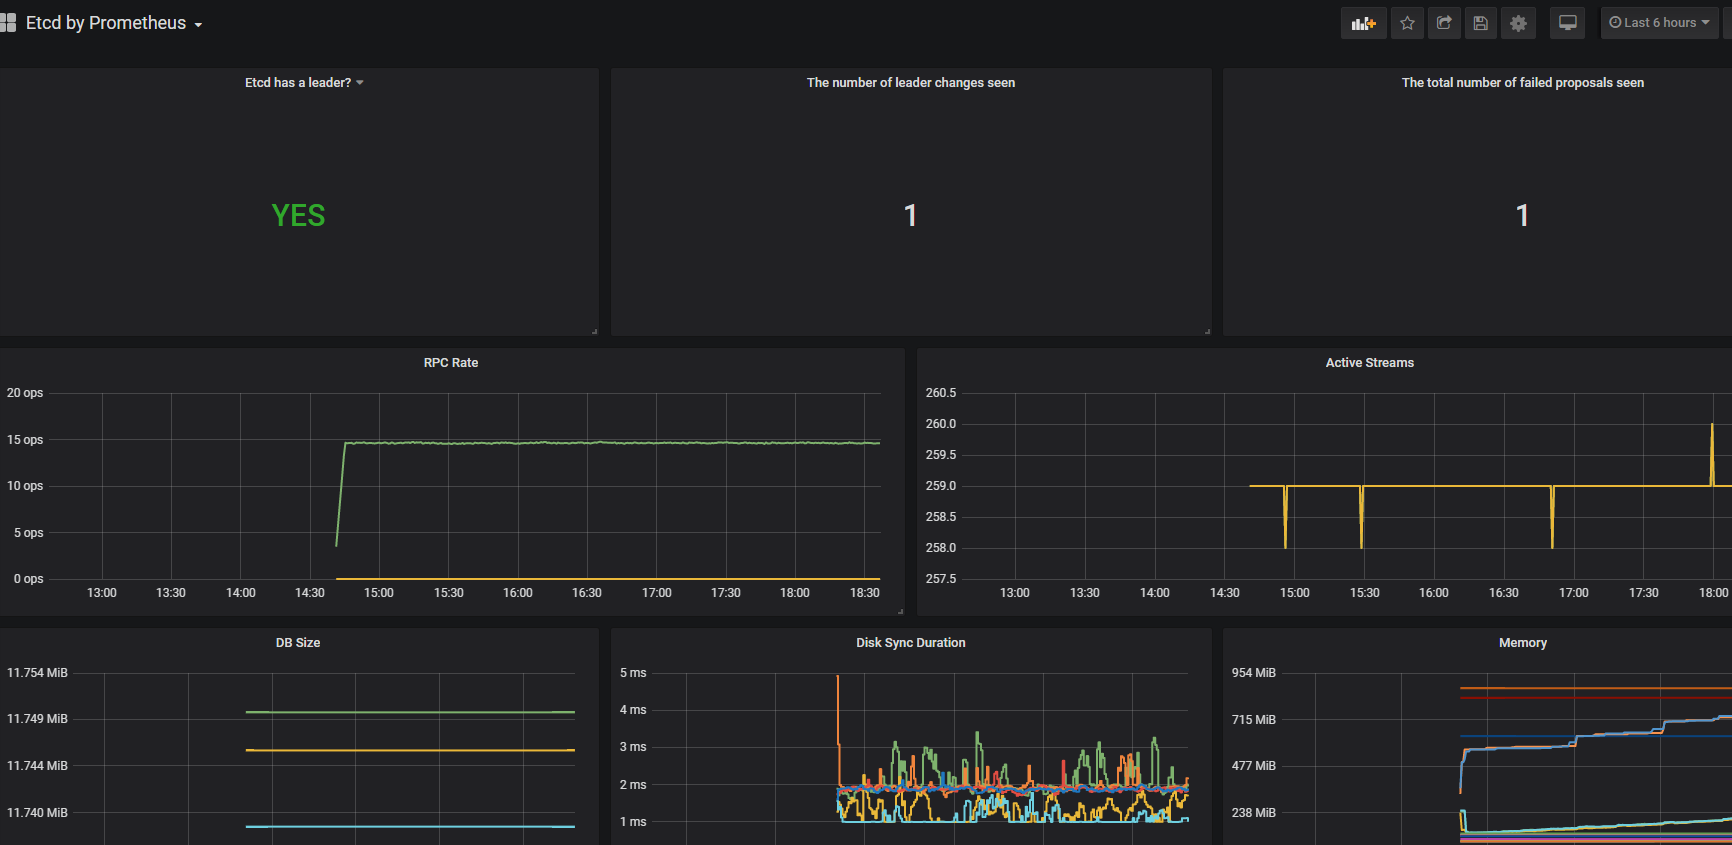 Etcd by Prometheus
Last 6 hours
Etcd has a leader?
The number of leader changes seen
The total number of failed proposals seen
YES
1
1
RPC Rate
20 ops
15 ops
10 ops
5 ops
0 ops
13:00 13:30 14:00 14:30 15:00 15:30 16:00 16:30 17:00 17:30 18:00 18:30
Active Streams
260.5
260.0
259.5
259.0
258.5
258.0
257.5
13:00 13:30 14:00 14:30 15:00 15:30 16:00 16:30 17:00 17:30 18:00
DB Size
11.754 MiB
11.749 MiB
11.744 MiB
11.740 MiB
Disk Sync Duration
5 ms
4 ms
3 ms
2 ms
1 ms
Memory
954 MiB
715 MiB
477 MiB
238 MiB